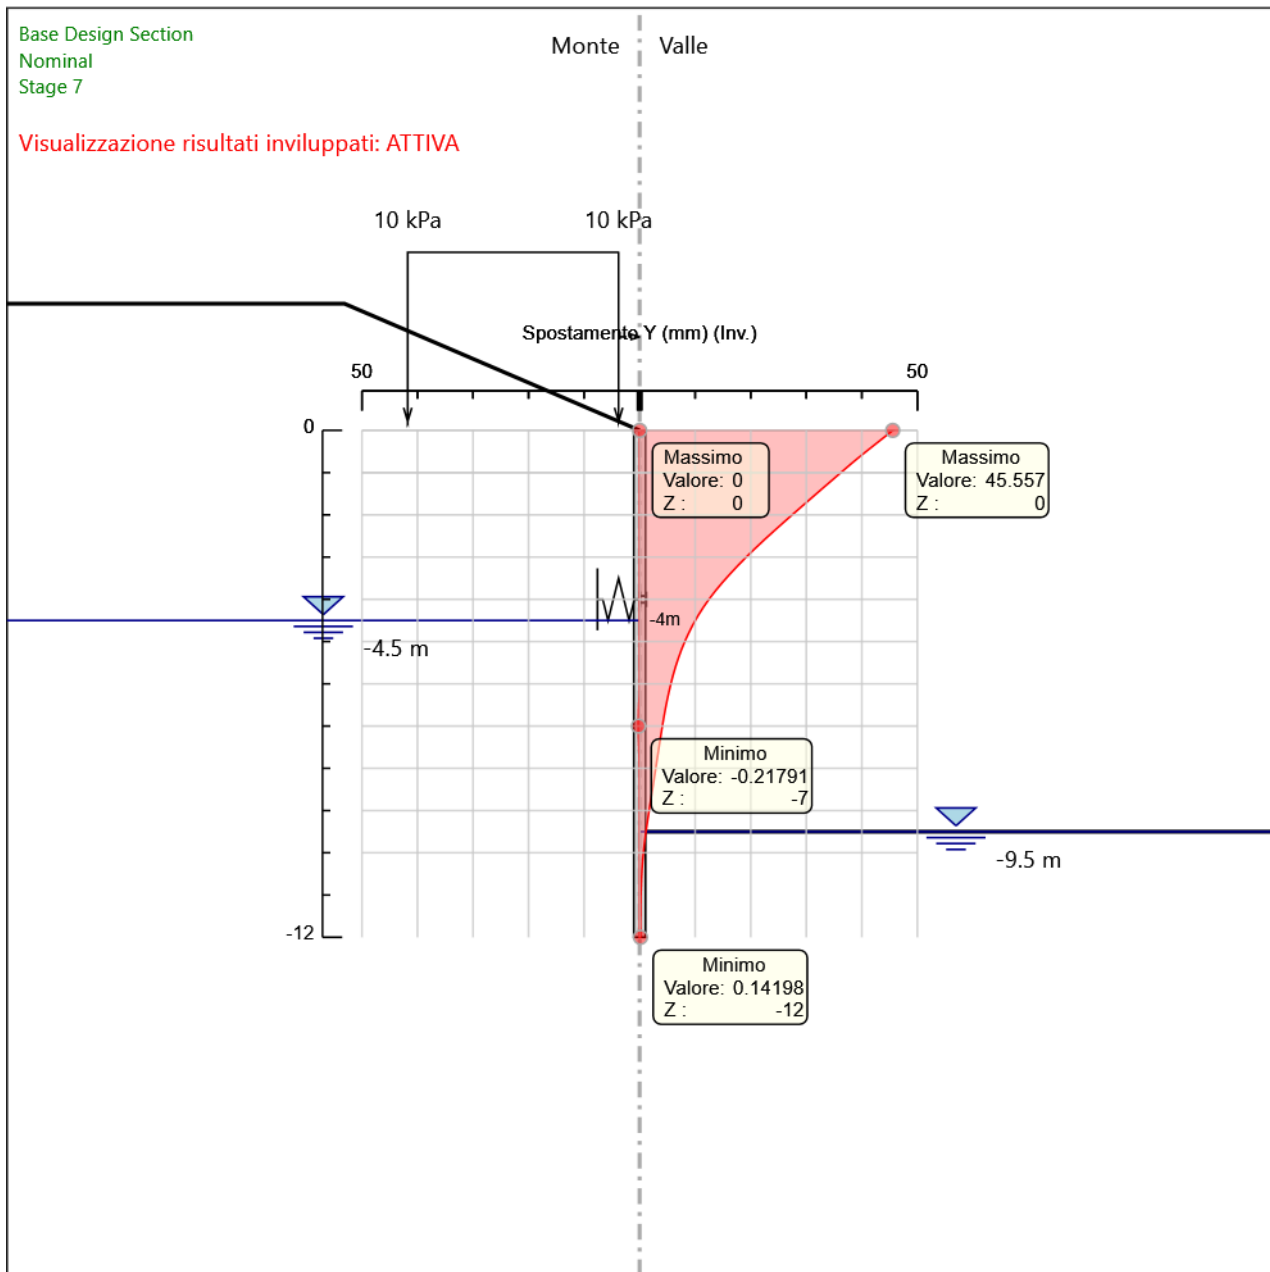 Base Design Section
Nominal
Stage 7
Monte
Valle
Visualizzazione risultati inviluppati: ATTIVA
10 kPa
10 kPa
Spostamento Y (mm) (Inv.)
50
50
0
Massimo
Valore: 0
Z : 0
Massimo
Valore: 45.557
Z : 0
-4m
-4.5 m
Minimo
Valore: -0.21791
Z : -7
-9.5 m
-12
Minimo
Valore: 0.14198
Z : -12